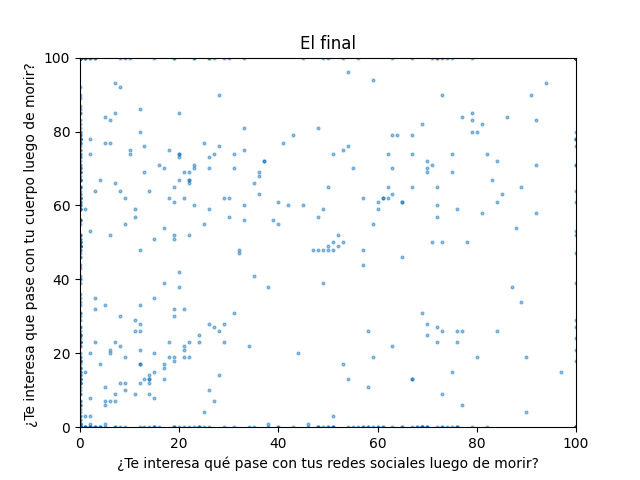 El final
¿Te interesa que pase con tu cuerpo luego de morir?
100
80
60
40
20
0
0 20 40 60 80 100
¿Te interesa qué pase con tus redes sociales luego de morir?